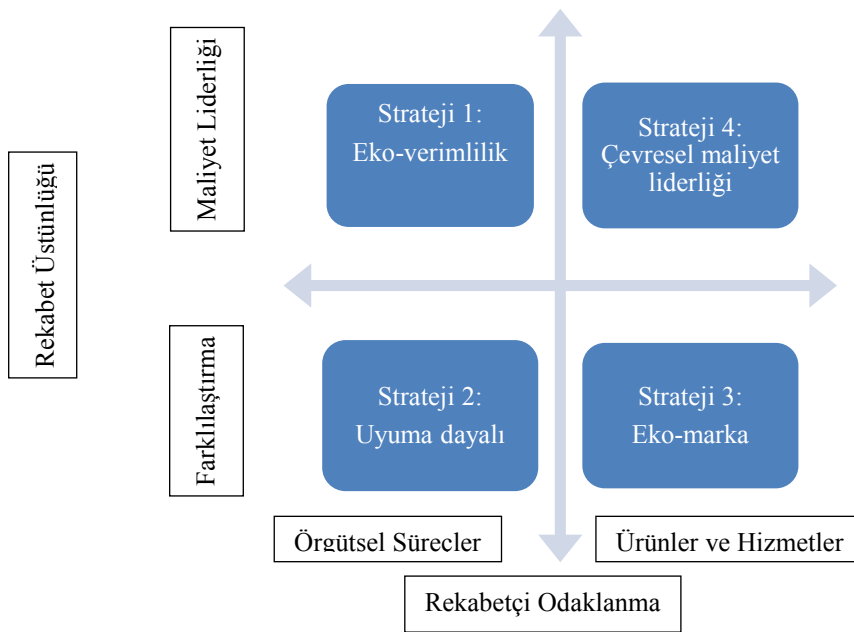 Rekabet Üstünlüğü
Maliyet Liderliği
Strateji 1:
Eko-verimlilik
Strateji 4:
Çevresel maliyet
liderliği
Farklılaştırma
Strateji 2:
Uyuma dayalı
Strateji 3:
Eko-marka
Örgütsel Süreçler
Ürünler ve Hizmetler
Rekabetçi Odaklanma